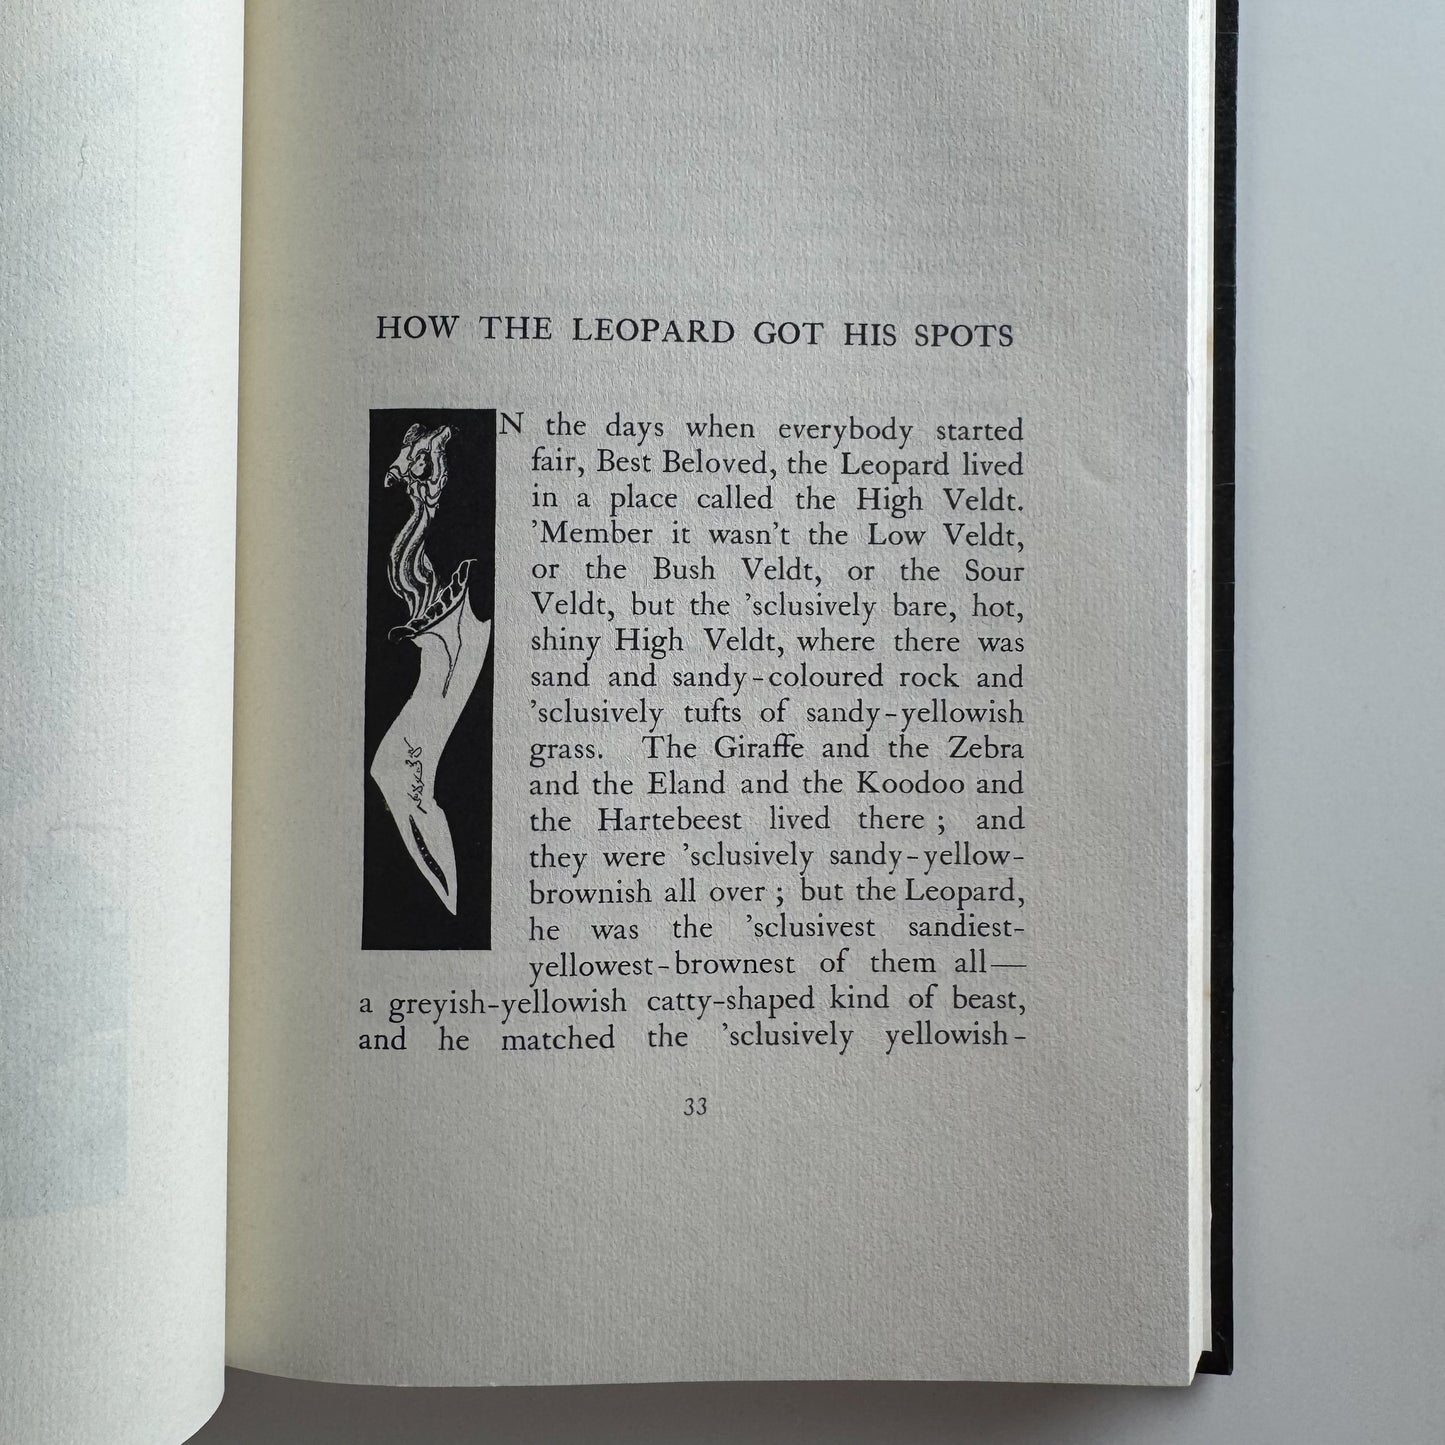 HOW THE LEOPARD GOT HIS SPOTS
N the days when everybody started
fair, Best Beloved, the Leopard lived
in a place called the High Veldt.
’Member it wasn’t the Low Veldt,
or the Bush Veldt, or the Sour
Veldt, but the ’sclusively bare, hot,
shiny High Veldt, where there was
sand and sandy-coloured rock and
’sclusively tufts of sandy-yellowish
grass. The Giraffe and the Zebra
and the Eland and the Koodoo and
the Hartebeest lived there ; and
they were ’sclusively sandy-yellow-
brownish all over ; but the Leopard,
he was the ’sclusivest sandiest-
yellowest-brownest of them all—
a greyish-yellowish catty-shaped kind of beast,
and he matched the ’sclusively yellowish-
33